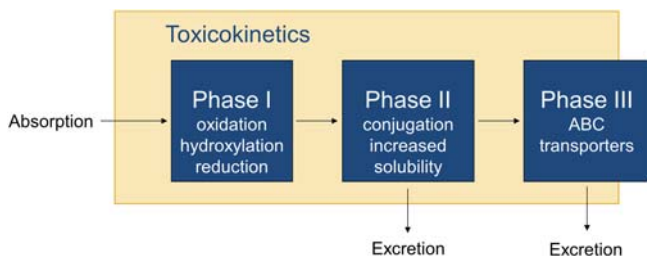 Toxicokinetics
Absorption
Phase I
oxidation
hydroxylation
reduction
Phase II
conjugation
increased
solubility
Phase III
ABC
transporters
Excretion
Excretion